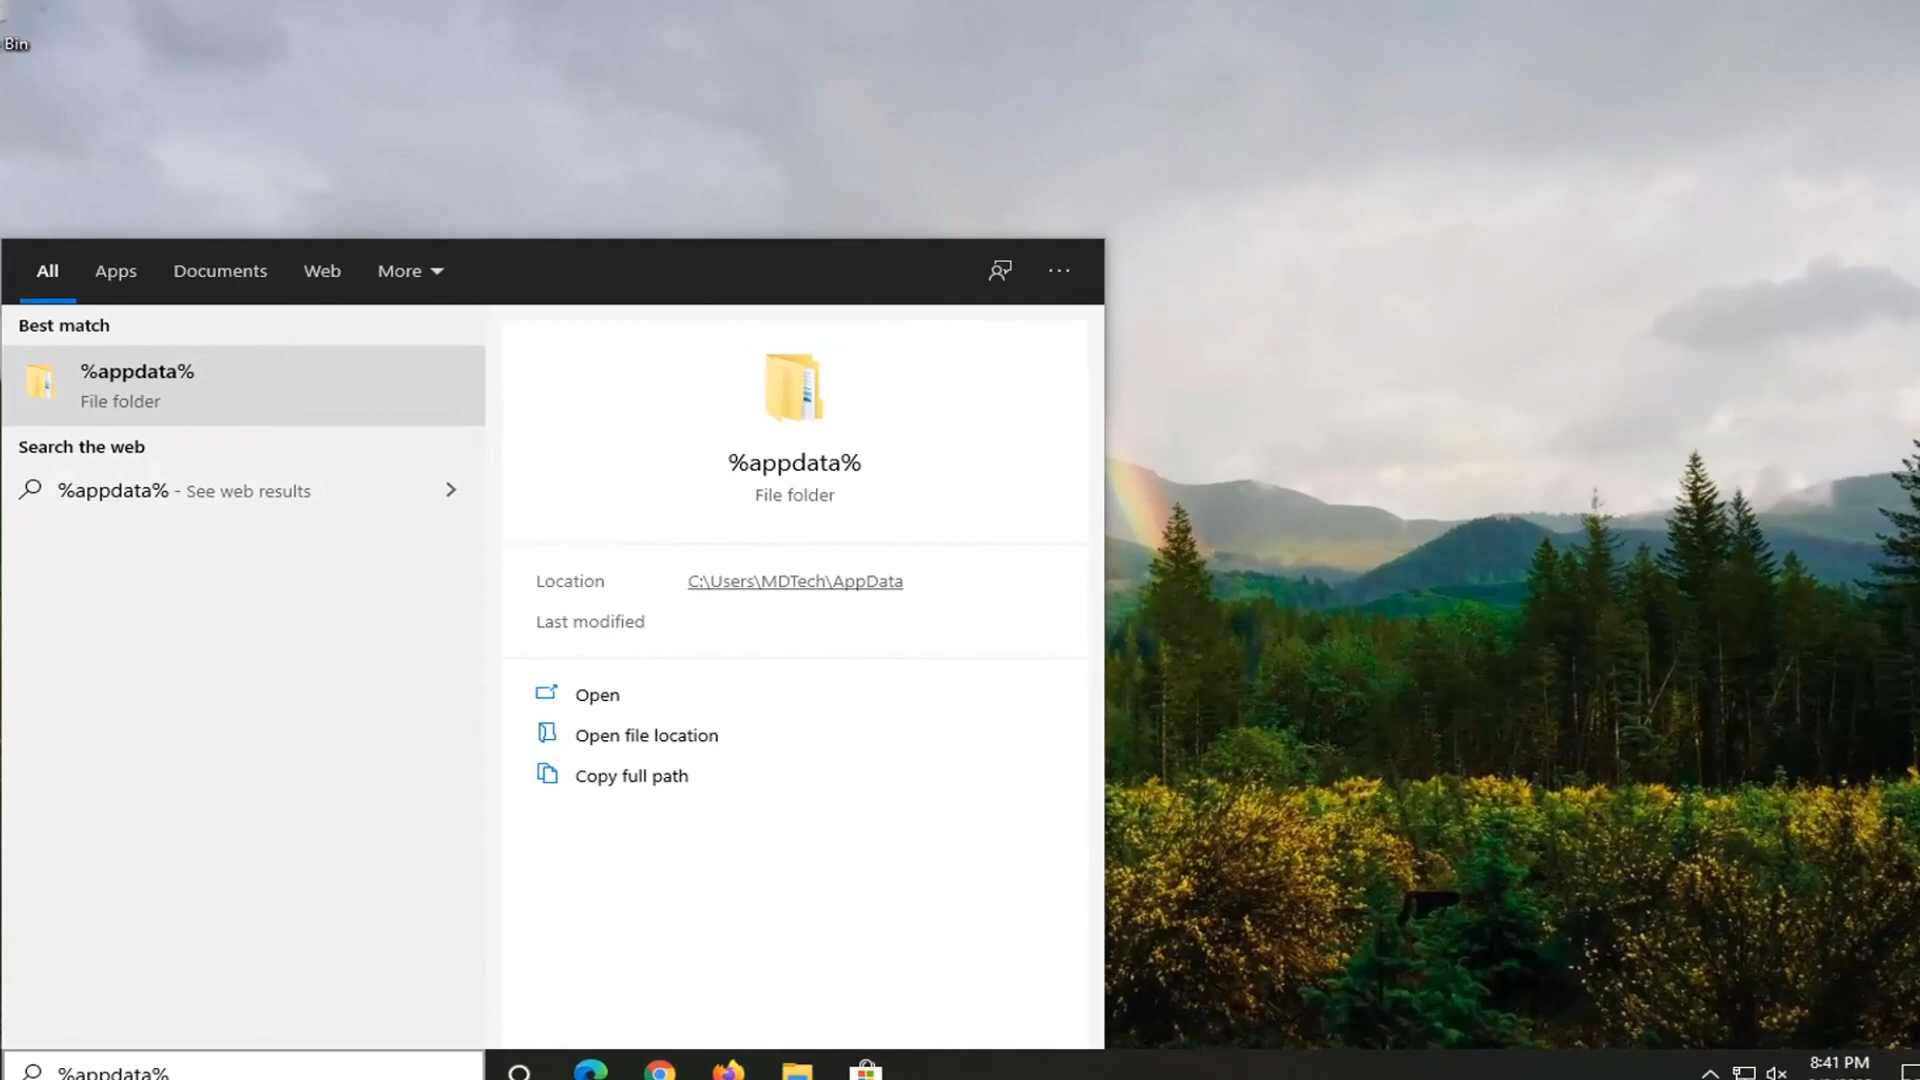 Bin
All Apps Documents Web More
Best match
%appdata%
File folder
Search the web
%appdata% - See web results
%appdata%
File folder
Location C:\Users\MDTech\AppData
Last modified
Open
Open file location
Copy full path
%appdata%
8:41 PM